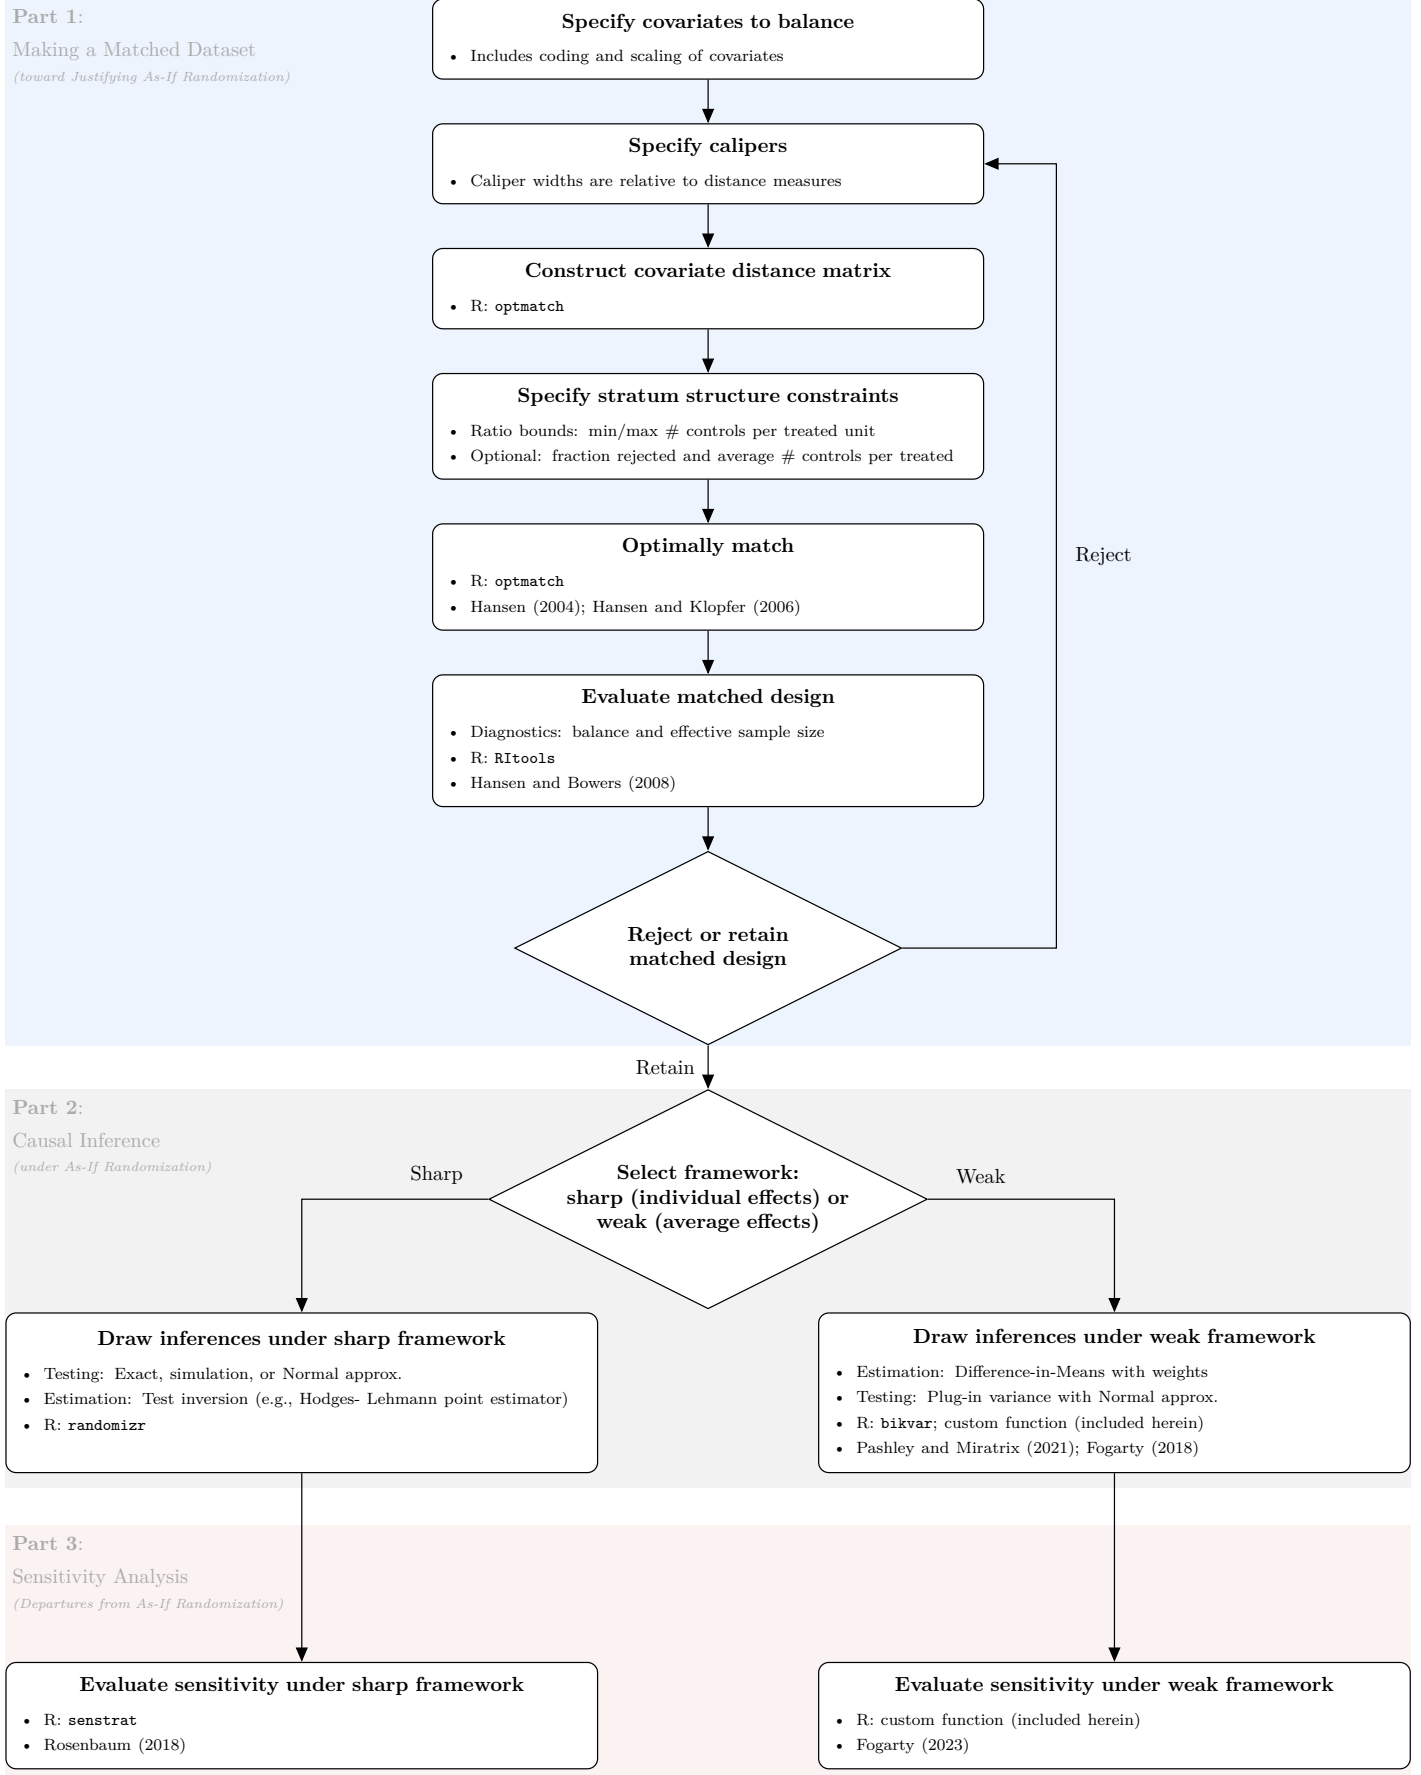 Part 1:
Making a Matched Dataset
(toward Justifying As-If Randomization)
Specify covariates to balance
• Includes coding and scaling of covariates
Specify calipers
• Caliper widths are relative to distance measures
Construct covariate distance matrix
• R: optmatch
Specify stratum structure constraints
• Ratio bounds: min/max # controls per treated unit
• Optional: fraction rejected and average # controls per treated
Optimally match
• R: optmatch
• Hansen (2004); Hansen and Klopfer (2006)
Reject
Evaluate matched design
• Diagnostics: balance and effective sample size
• R: RItools
• Hansen and Bowers (2008)
Reject or retain
matched design
Retain
Part 2:
Causal Inference
(under As-If Randomization)
Sharp
Select framework:
sharp (individual effects) or
weak (average effects)
Weak
Draw inferences under sharp framework
• Testing: Exact, simulation, or Normal approx.
• Estimation: Test inversion (e.g., Hodges- Lehmann point estimator)
• R: randomizr
Draw inferences under weak framework
• Estimation: Difference-in-Means with weights
• Testing: Plug-in variance with Normal approx.
• R: bikvar; custom function (included herein)
• Pashley and Miratrix (2021); Fogarty (2018)
Part 3:
Sensitivity Analysis
(Departures from As-If Randomization)
Evaluate sensitivity under sharp framework
• R: senstrat
• Rosenbaum (2018)
Evaluate sensitivity under weak framework
• R: custom function (included herein)
• Fogarty (2023)